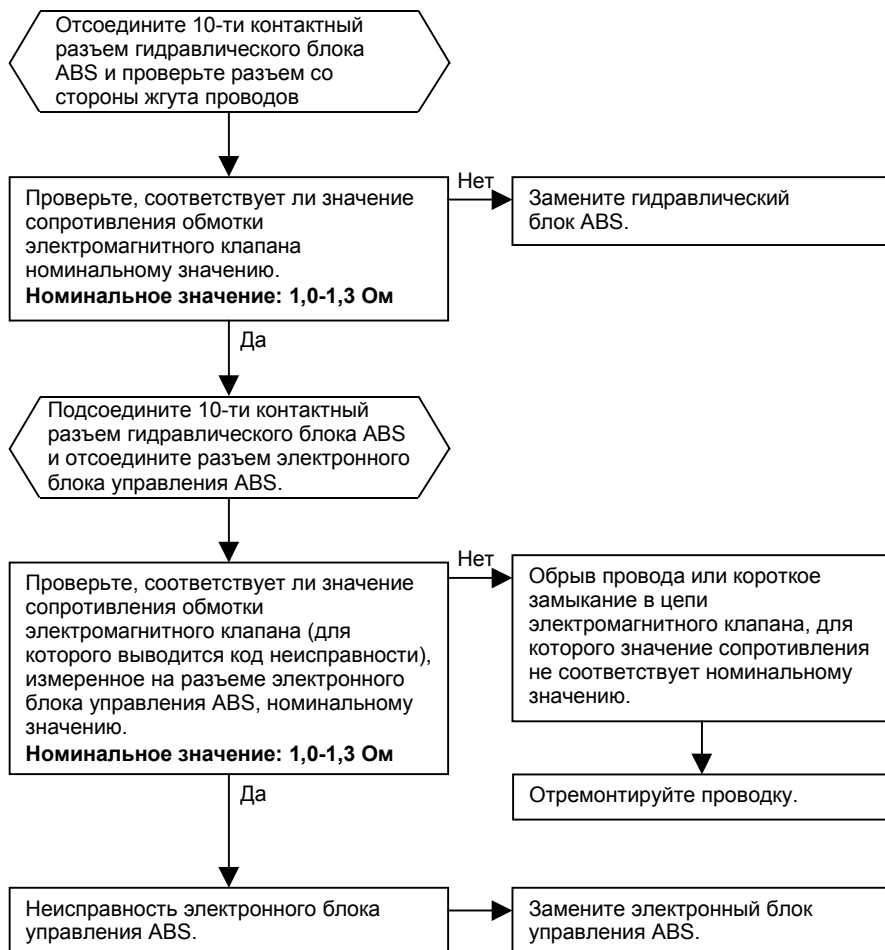 Отсоедините 10-ти контактный
разъем гидравлического блока
ABS и проверьте разъем со
стороны жгута проводов
Проверьте, соответствует ли значение
сопротивления обмотки
электромагнитного клапана
номинальному значению.
Номинальное значение: 1,0-1,3 Ом
Нет
Замените гидравлический
блок ABS.
Да
Подсоедините 10-ти контактный
разъем гидравлического блока ABS
и отсоедините разъем электронного
блока управления ABS.
Проверьте, соответствует ли значение
сопротивления обмотки
электромагнитного клапана (для
которого выводится код неисправности),
измеренное на разъеме электронного
блока управления ABS, номинальному
значению.
Номинальное значение: 1,0-1,3 Ом
Нет
Обрыв провода или короткое
замыкание в цепи
электромагнитного клапана, для
которого значение сопротивления
не соответствует номинальному
значению.
Отремонтируйте проводку.
Да
Неисправность электронного блока
управления ABS.
Замените электронный блок
управления ABS.